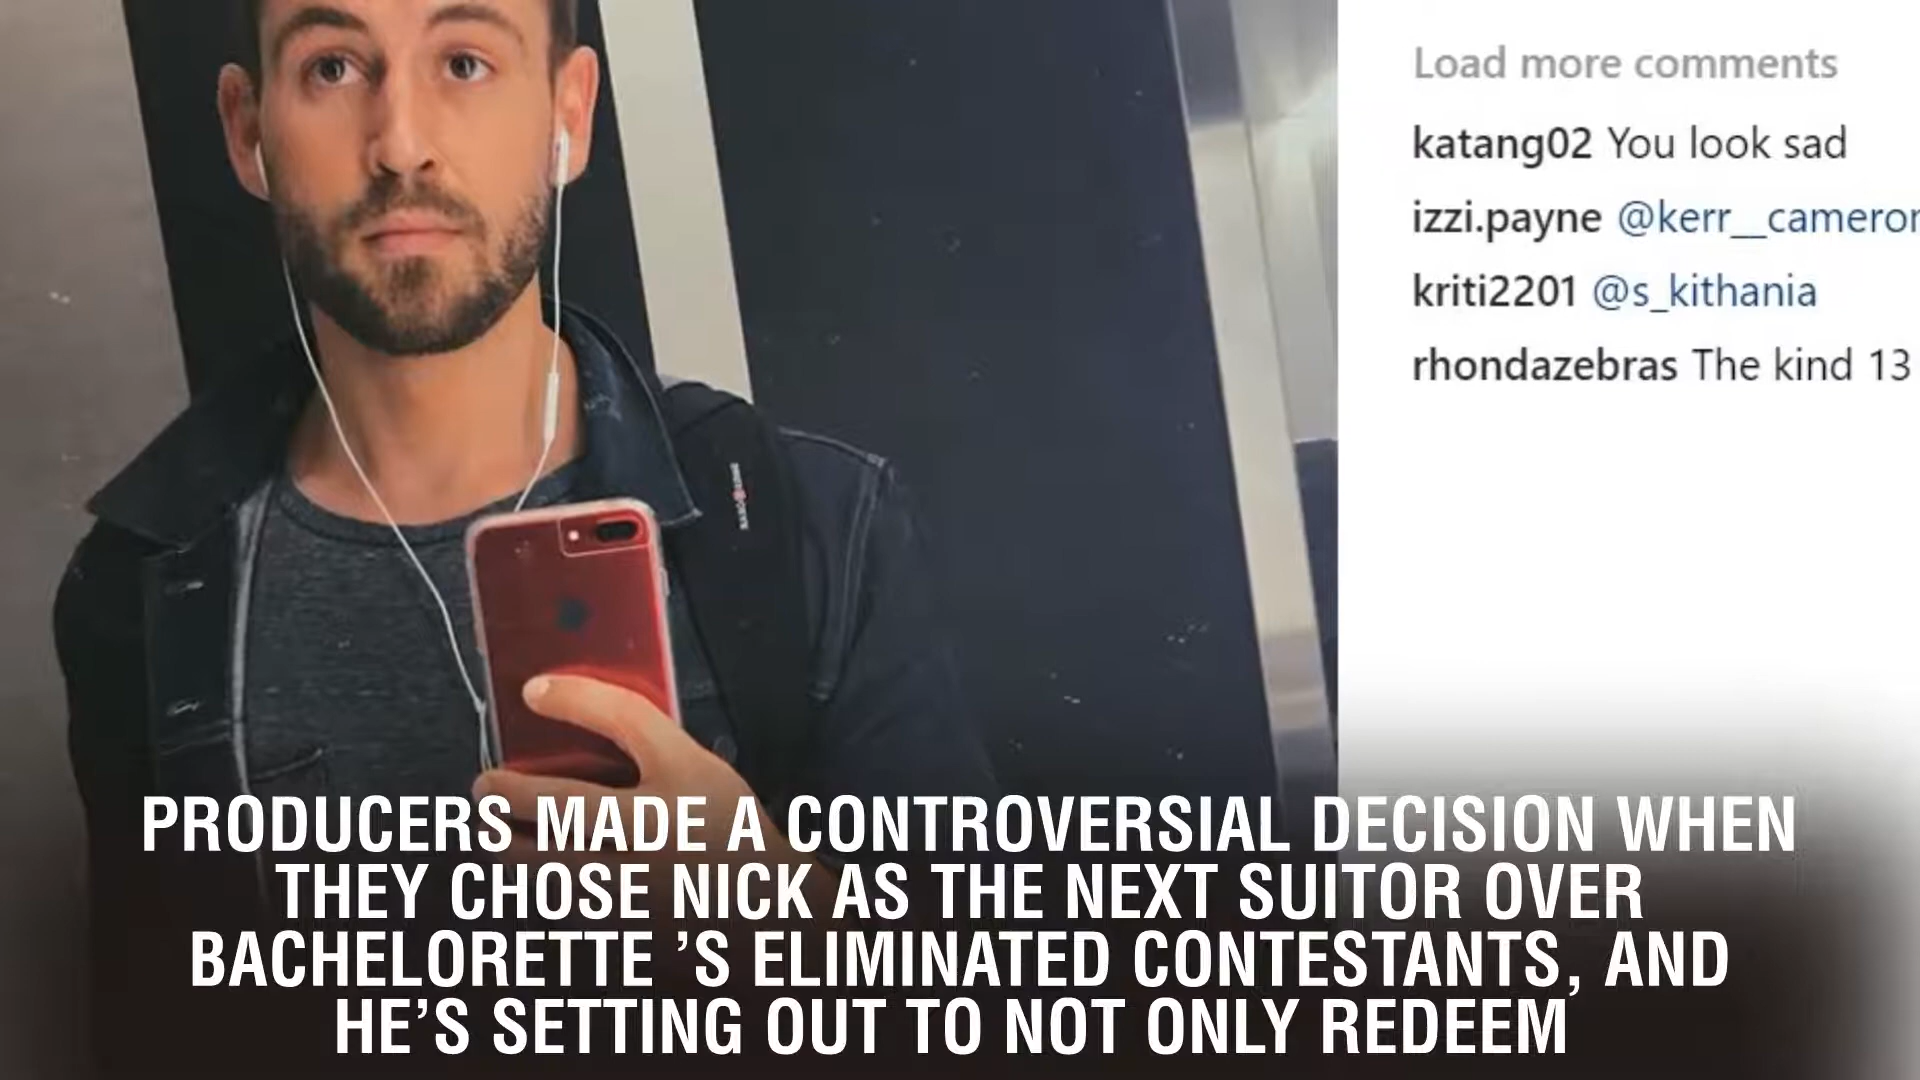 Load more comments
katang02 You look sad
izzi.payne @kerr__cameron
kriti2201 @s_kithania
rhondazebras The kind 13
PRODUCERS MADE A CONTROVERSIAL DECISION WHEN
THEY CHOSE NICK AS THE NEXT SUITOR OVER
BACHELORETTE ’S ELIMINATED CONTESTANTS, AND
HE’S SETTING OUT TO NOT ONLY REDEEM